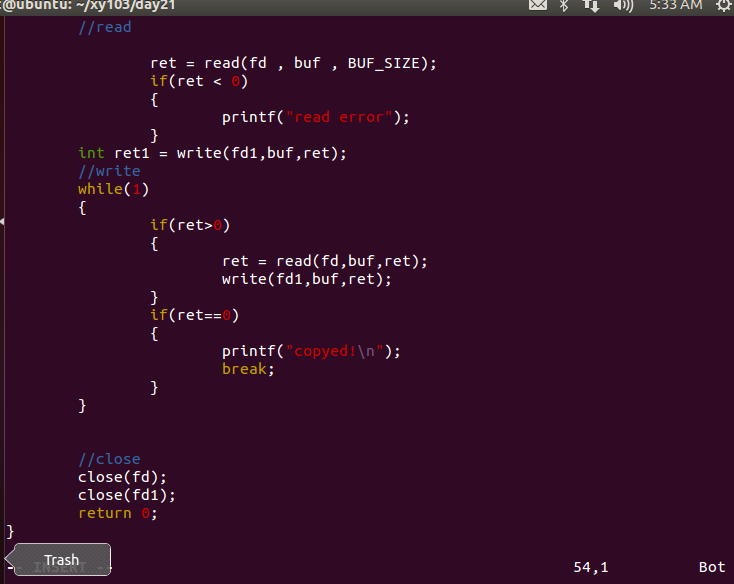 @ubuntu: ~/xy103/day21
5:33 AM
//read
ret = read(fd , buf , BUF_SIZE);
if(ret < 0)
{
printf("read error");
}
int ret1 = write(fd1,buf,ret);
//write
while(1)
{
if(ret>0)
{
ret = read(fd,buf,ret);
write(fd1,buf,ret);
}
if(ret==0)
{
printf("copyed!\n");
break;
}
}
//close
close(fd);
close(fd1);
return 0;
}
Trash
-- INSERT --
54,1
Bot